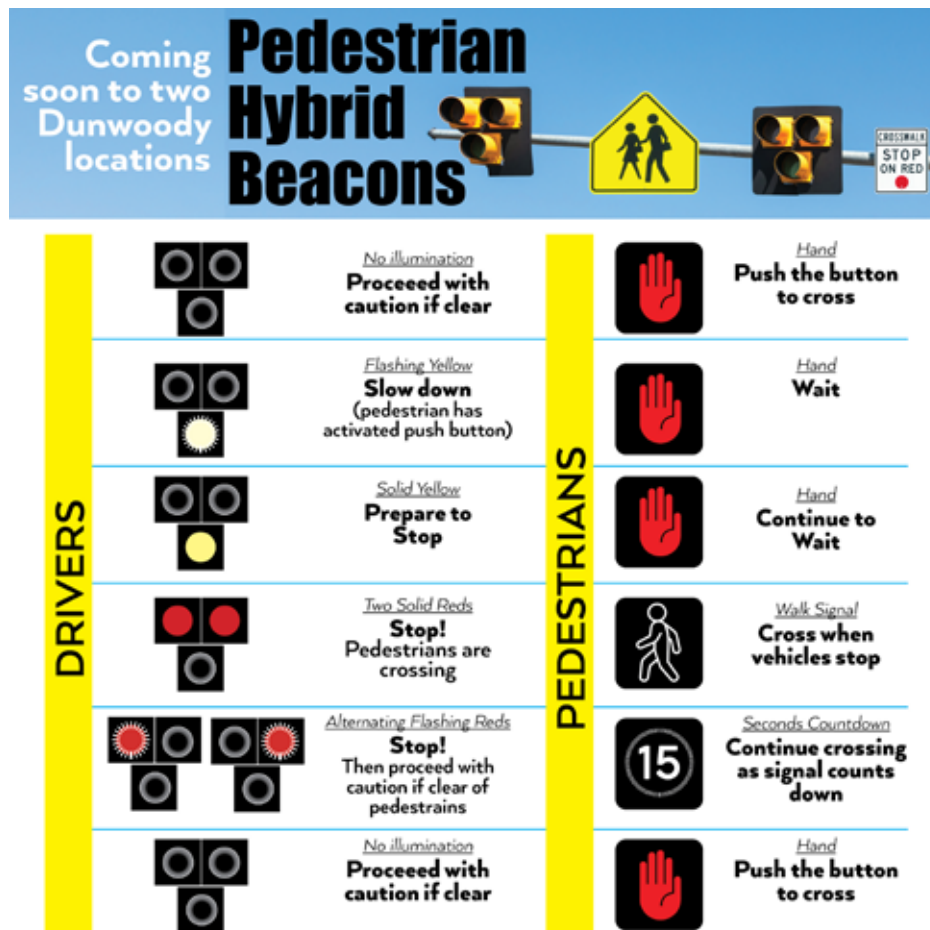 Coming
soon to two
Dunwoody
locations
Pedestrian
Hybrid
Beacons
CROSSWALK
STOP
ON RED
DRIVERS
No illumination
Proceeed with
caution if clear
Flashing Yellow
Slow down
(pedestrian has
activated push button)
Solid Yellow
Prepare to
Stop
Two Solid Reds
Stop!
Pedestrians are
crossing
Alternating Flashing Reds
Stop!
Then proceed with
caution if clear of
pedestrains
No illumination
Proceeed with
caution if clear
PEDESTRIANS
Hand
Push the button
to cross
Hand
Wait
Hand
Continue to
Wait
Walk Signal
Cross when
vehicles stop
15
Seconds Countdown
Continue crossing
as signal counts
down
Hand
Push the button
to cross